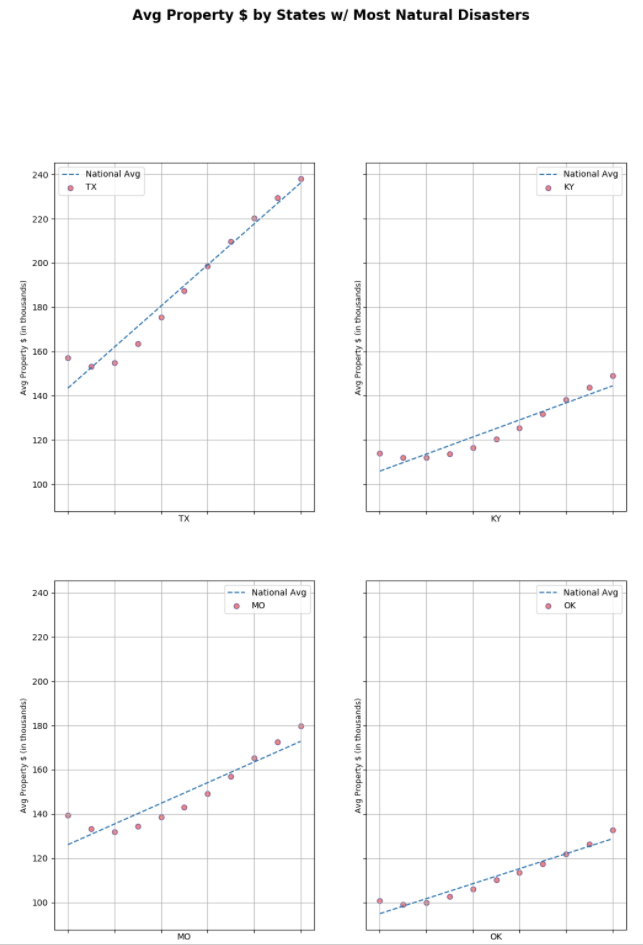 Avg Property $ by States w/ Most Natural Disasters
240
220
200
180
160
140
120
100
Avg Property $ (in thousands)
National Avg
TX
TX
Avg Property $ (in thousands)
National Avg
KY
KY
240
220
200
180
160
140
120
100
Avg Property $ (in thousands)
National Avg
MO
MO
Avg Property $ (in thousands)
National Avg
OK
OK